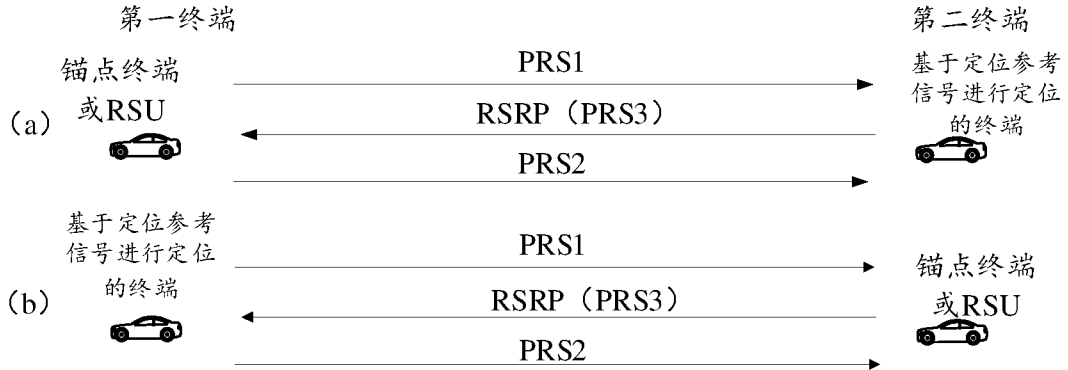 第一终端
第二终端
(a)
锚点终端
或RSU
PRS1
RSRP（PRS3）
PRS2
基于定位参考
信号进行定位
的终端
(b)
基于定位参考
信号进行定位
的终端
PRS1
RSRP（PRS3）
PRS2
锚点终端
或RSU